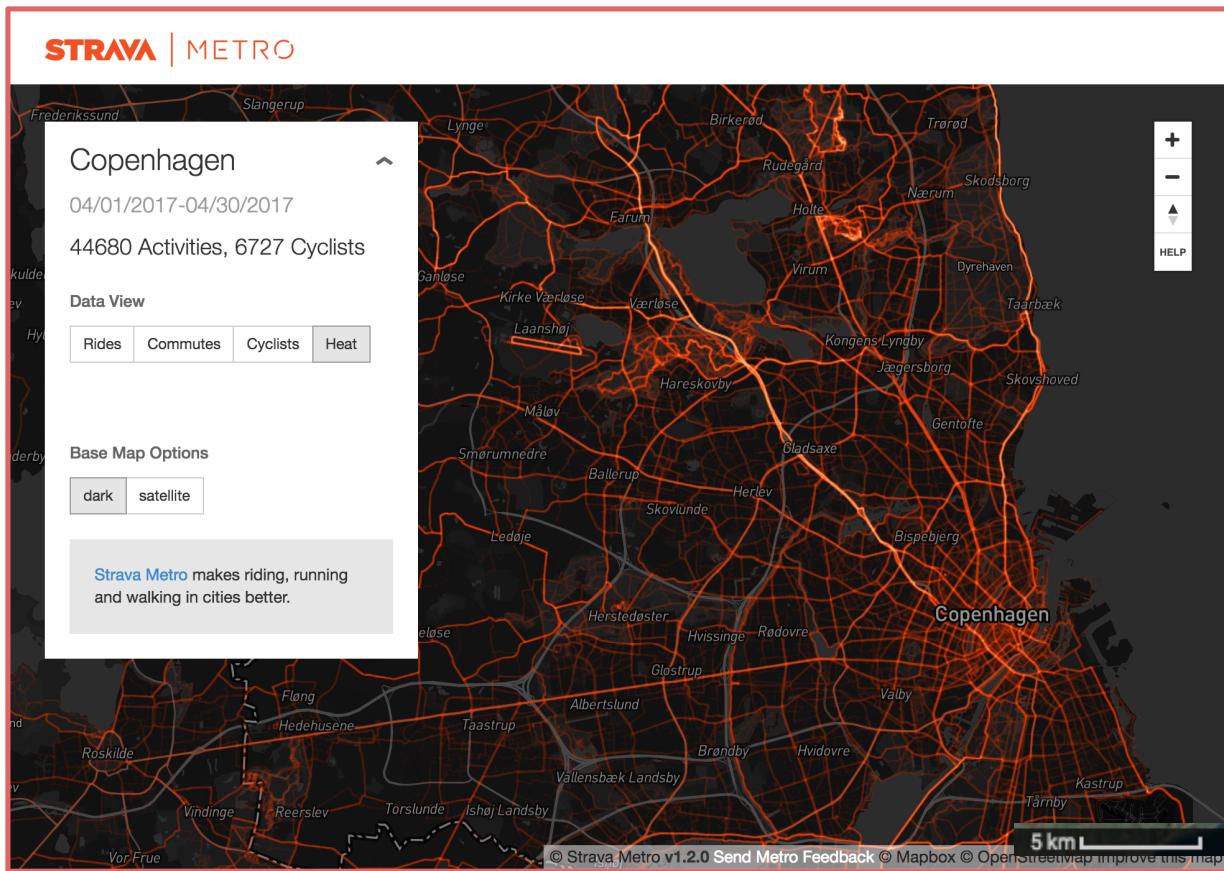 STRAVA | METRO
Slangerup
Frederikssund
Lynge
Birkerød
Trørød
Copenhagen
04/01/2017-04/30/2017
44680 Activities, 6727 Cyclists
Data View
Rides Commutes Cyclists Heat
Base Map Options
dark satellite
Strava Metro makes riding, running
and walking in cities better.
+
−
HELP
Rudegård
Skodsborg
Nærum
Holte
Farum
Dyrehaven
Virum
Ganløse
Kirke Værløse
Værløse
Taarbæk
Laanshøj
Kongens Lyngby
Jægersborg
Hareskovby
Skovshoved
Måløv
Gentofte
Smørumnedre
Gladsaxe
Ballerup
Herlev
Skovlunde
Ledøje
Bispebjerg
Herstedøster
Copenhagen
Hvissinge
Rødovre
Glostrup
Fløng
Albertslund
Valby
Hedehusene
Taastrup
Roskilde
Brøndby
Hvidovre
Vallensbæk Landsby
Kastrup
Tårnby
Vindinge
Reerslev
Torslunde
Ishøj Landsby
5 km
Vor Frue
© Strava Metro v1.2.0 Send Metro Feedback © Mapbox © OpenStreetMap Improve this map